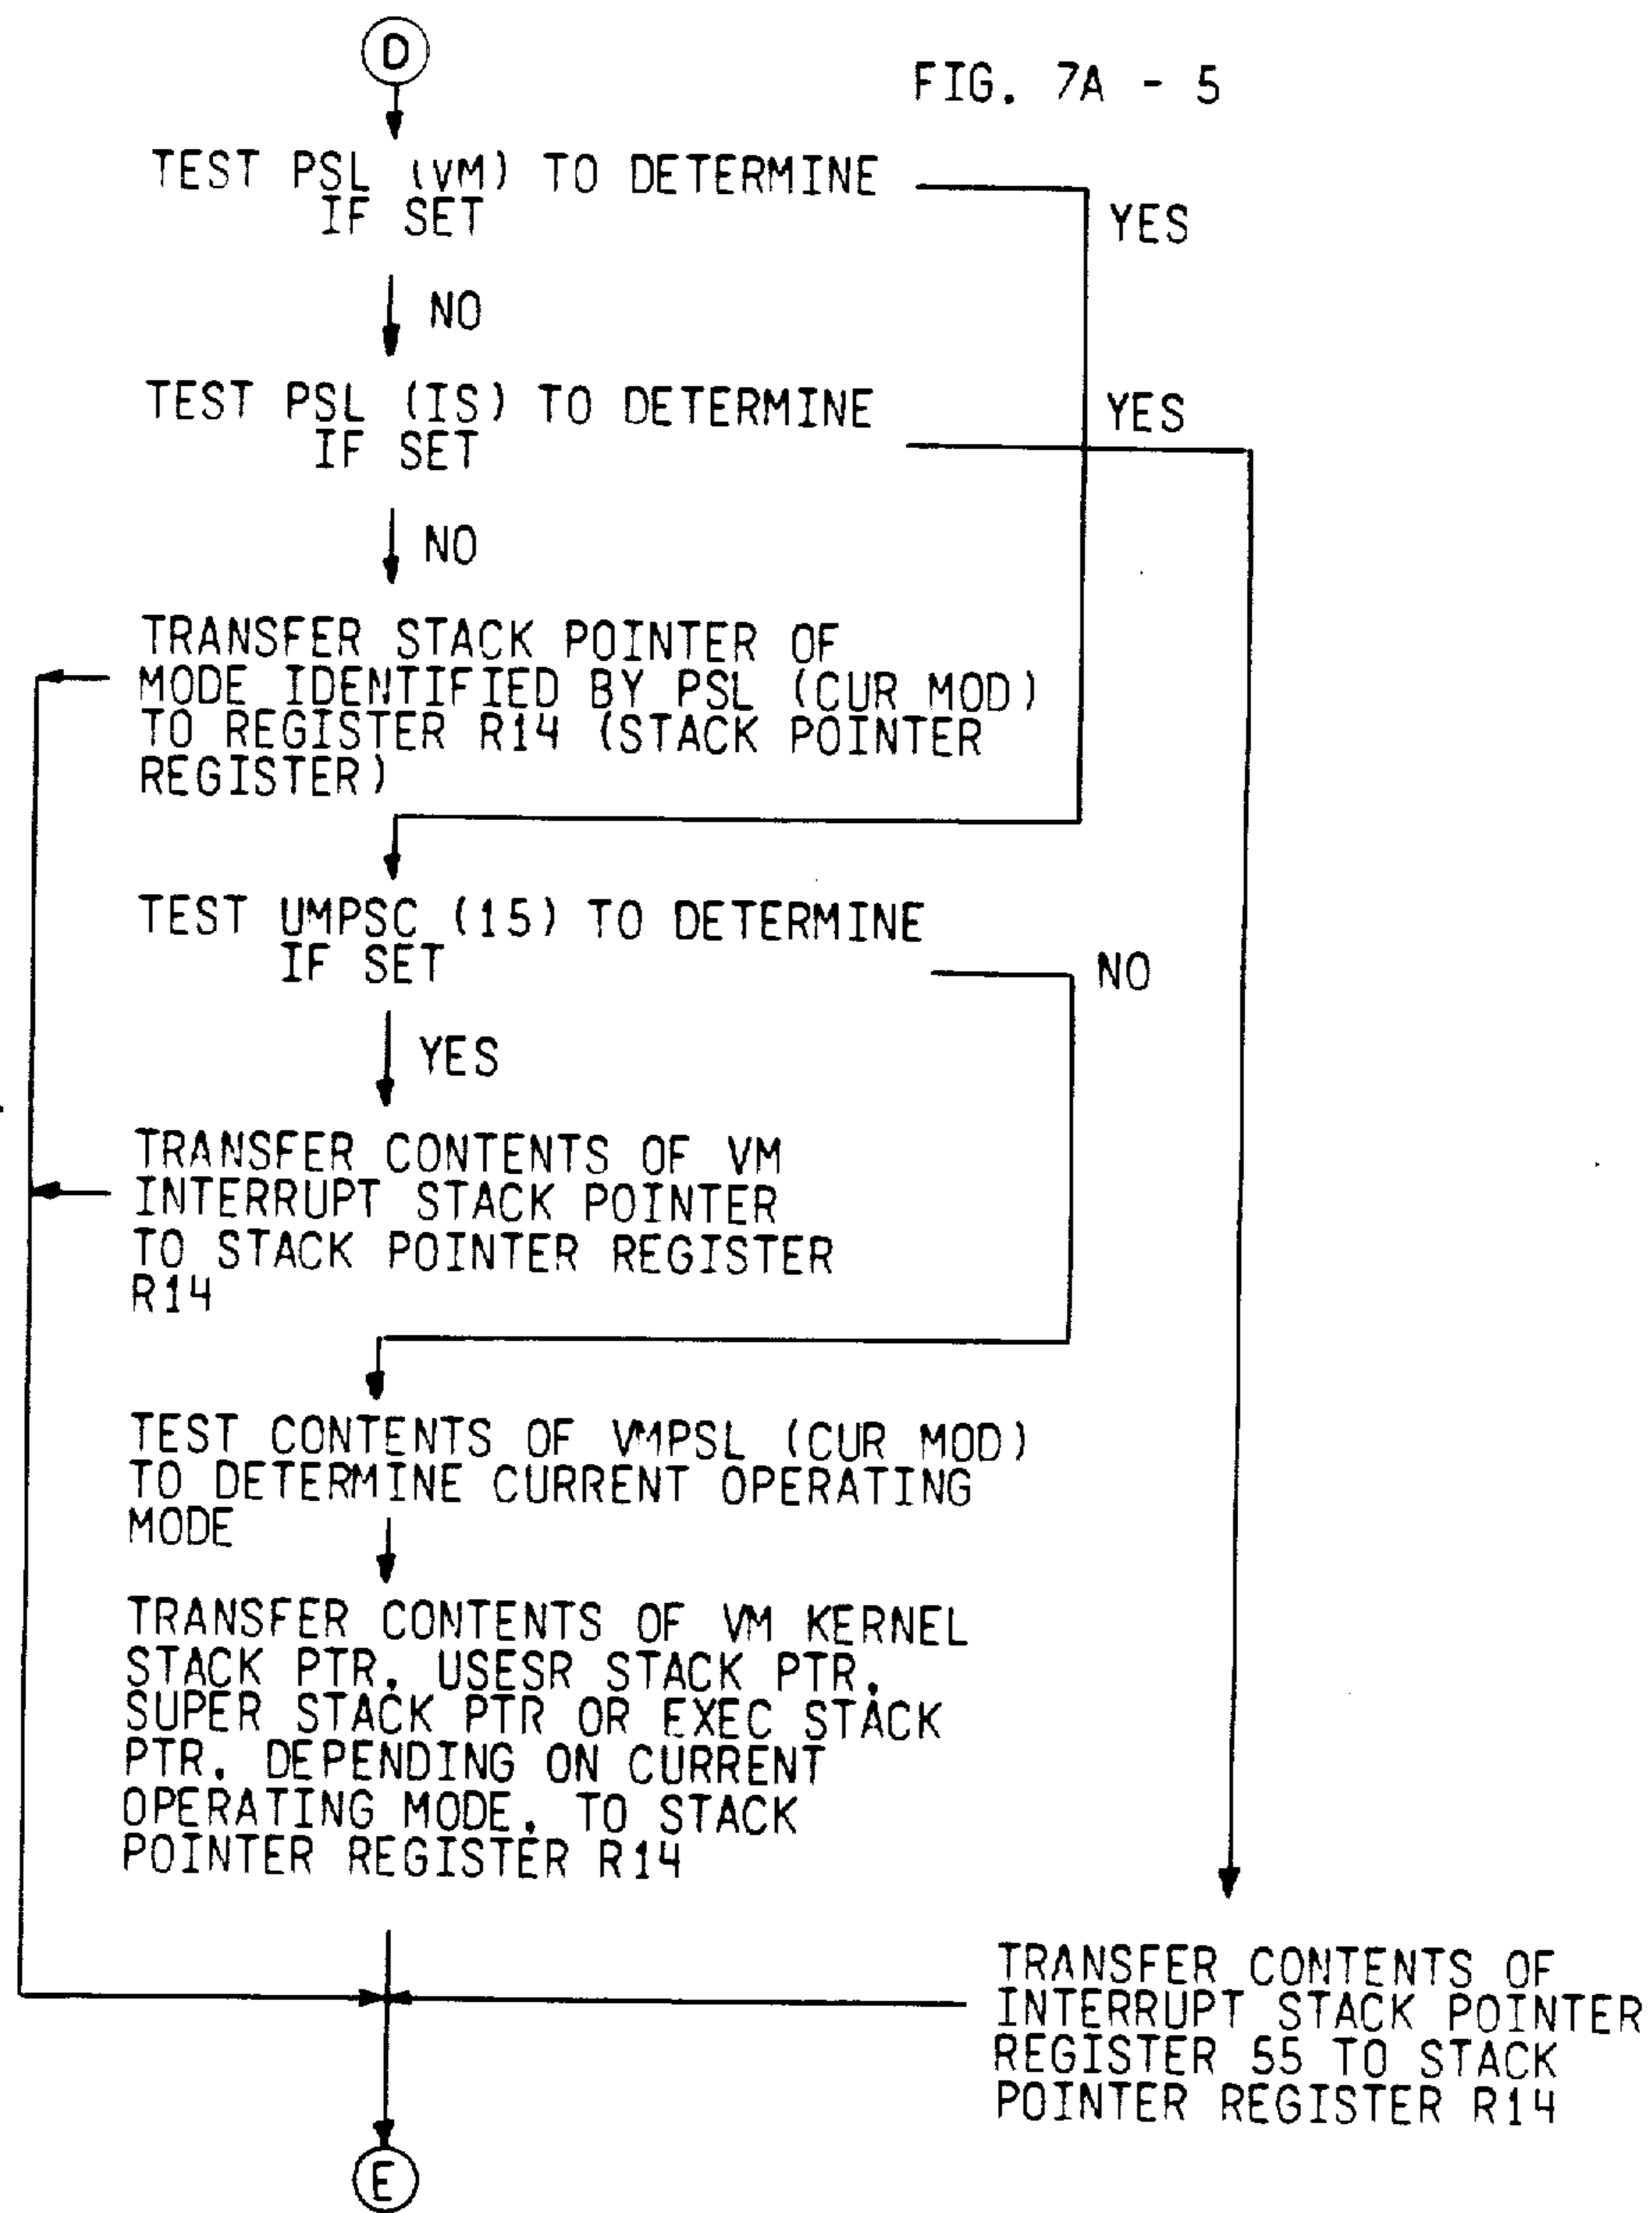 D
FIG. 7A - 5
TEST PSL (VM) TO DETERMINE
IF SET
YES
NO
TEST PSL (IS) TO DETERMINE
IF SET
YES
NO
TRANSFER STACK POINTER OF
MODE IDENTIFIED BY PSL (CUR MOD)
TO REGISTER R14 (STACK POINTER
REGISTER)
TEST UMPSC (15) TO DETERMINE
IF SET
NO
YES
TRANSFER CONTENTS OF VM
INTERRUPT STACK POINTER
TO STACK POINTER REGISTER
R14
TEST CONTENTS OF VMPSL (CUR MOD)
TO DETERMINE CURRENT OPERATING
MODE
TRANSFER CONTENTS OF VM KERNEL
STACK PTR, USESR STACK PTR,
SUPER STACK PTR OR EXEC STACK
PTR, DEPENDING ON CURRENT
OPERATING MODE, TO STACK
POINTER REGISTER R14
TRANSFER CONTENTS OF
INTERRUPT STACK POINTER
REGISTER 55 TO STACK
POINTER REGISTER R14
E